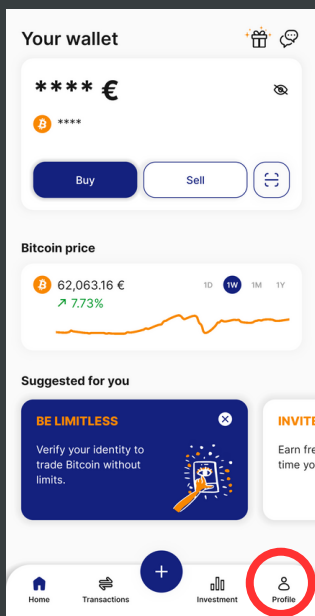 Your wallet
**** €
****
Buy
Sell
Bitcoin price
62,063.16 €
1D 1W 1M 1Y
↗ 7.73%
Suggested for you
BE LIMITLESS
Verify your identity to
trade Bitcoin without
limits.
INVITE
Earn fre
time yo
Home
Transactions
+
Investment
Profile